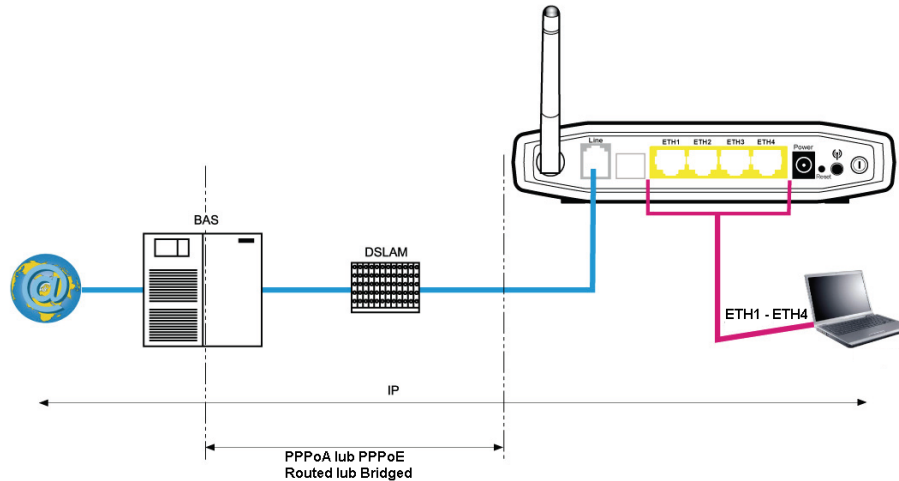 Line
ETH1 ETH2 ETH3 ETH4
Power
Reset
BAS
DSLAM
@
ETH1 - ETH4
IP
PPPoA lub PPPoE
Routed lub Bridged